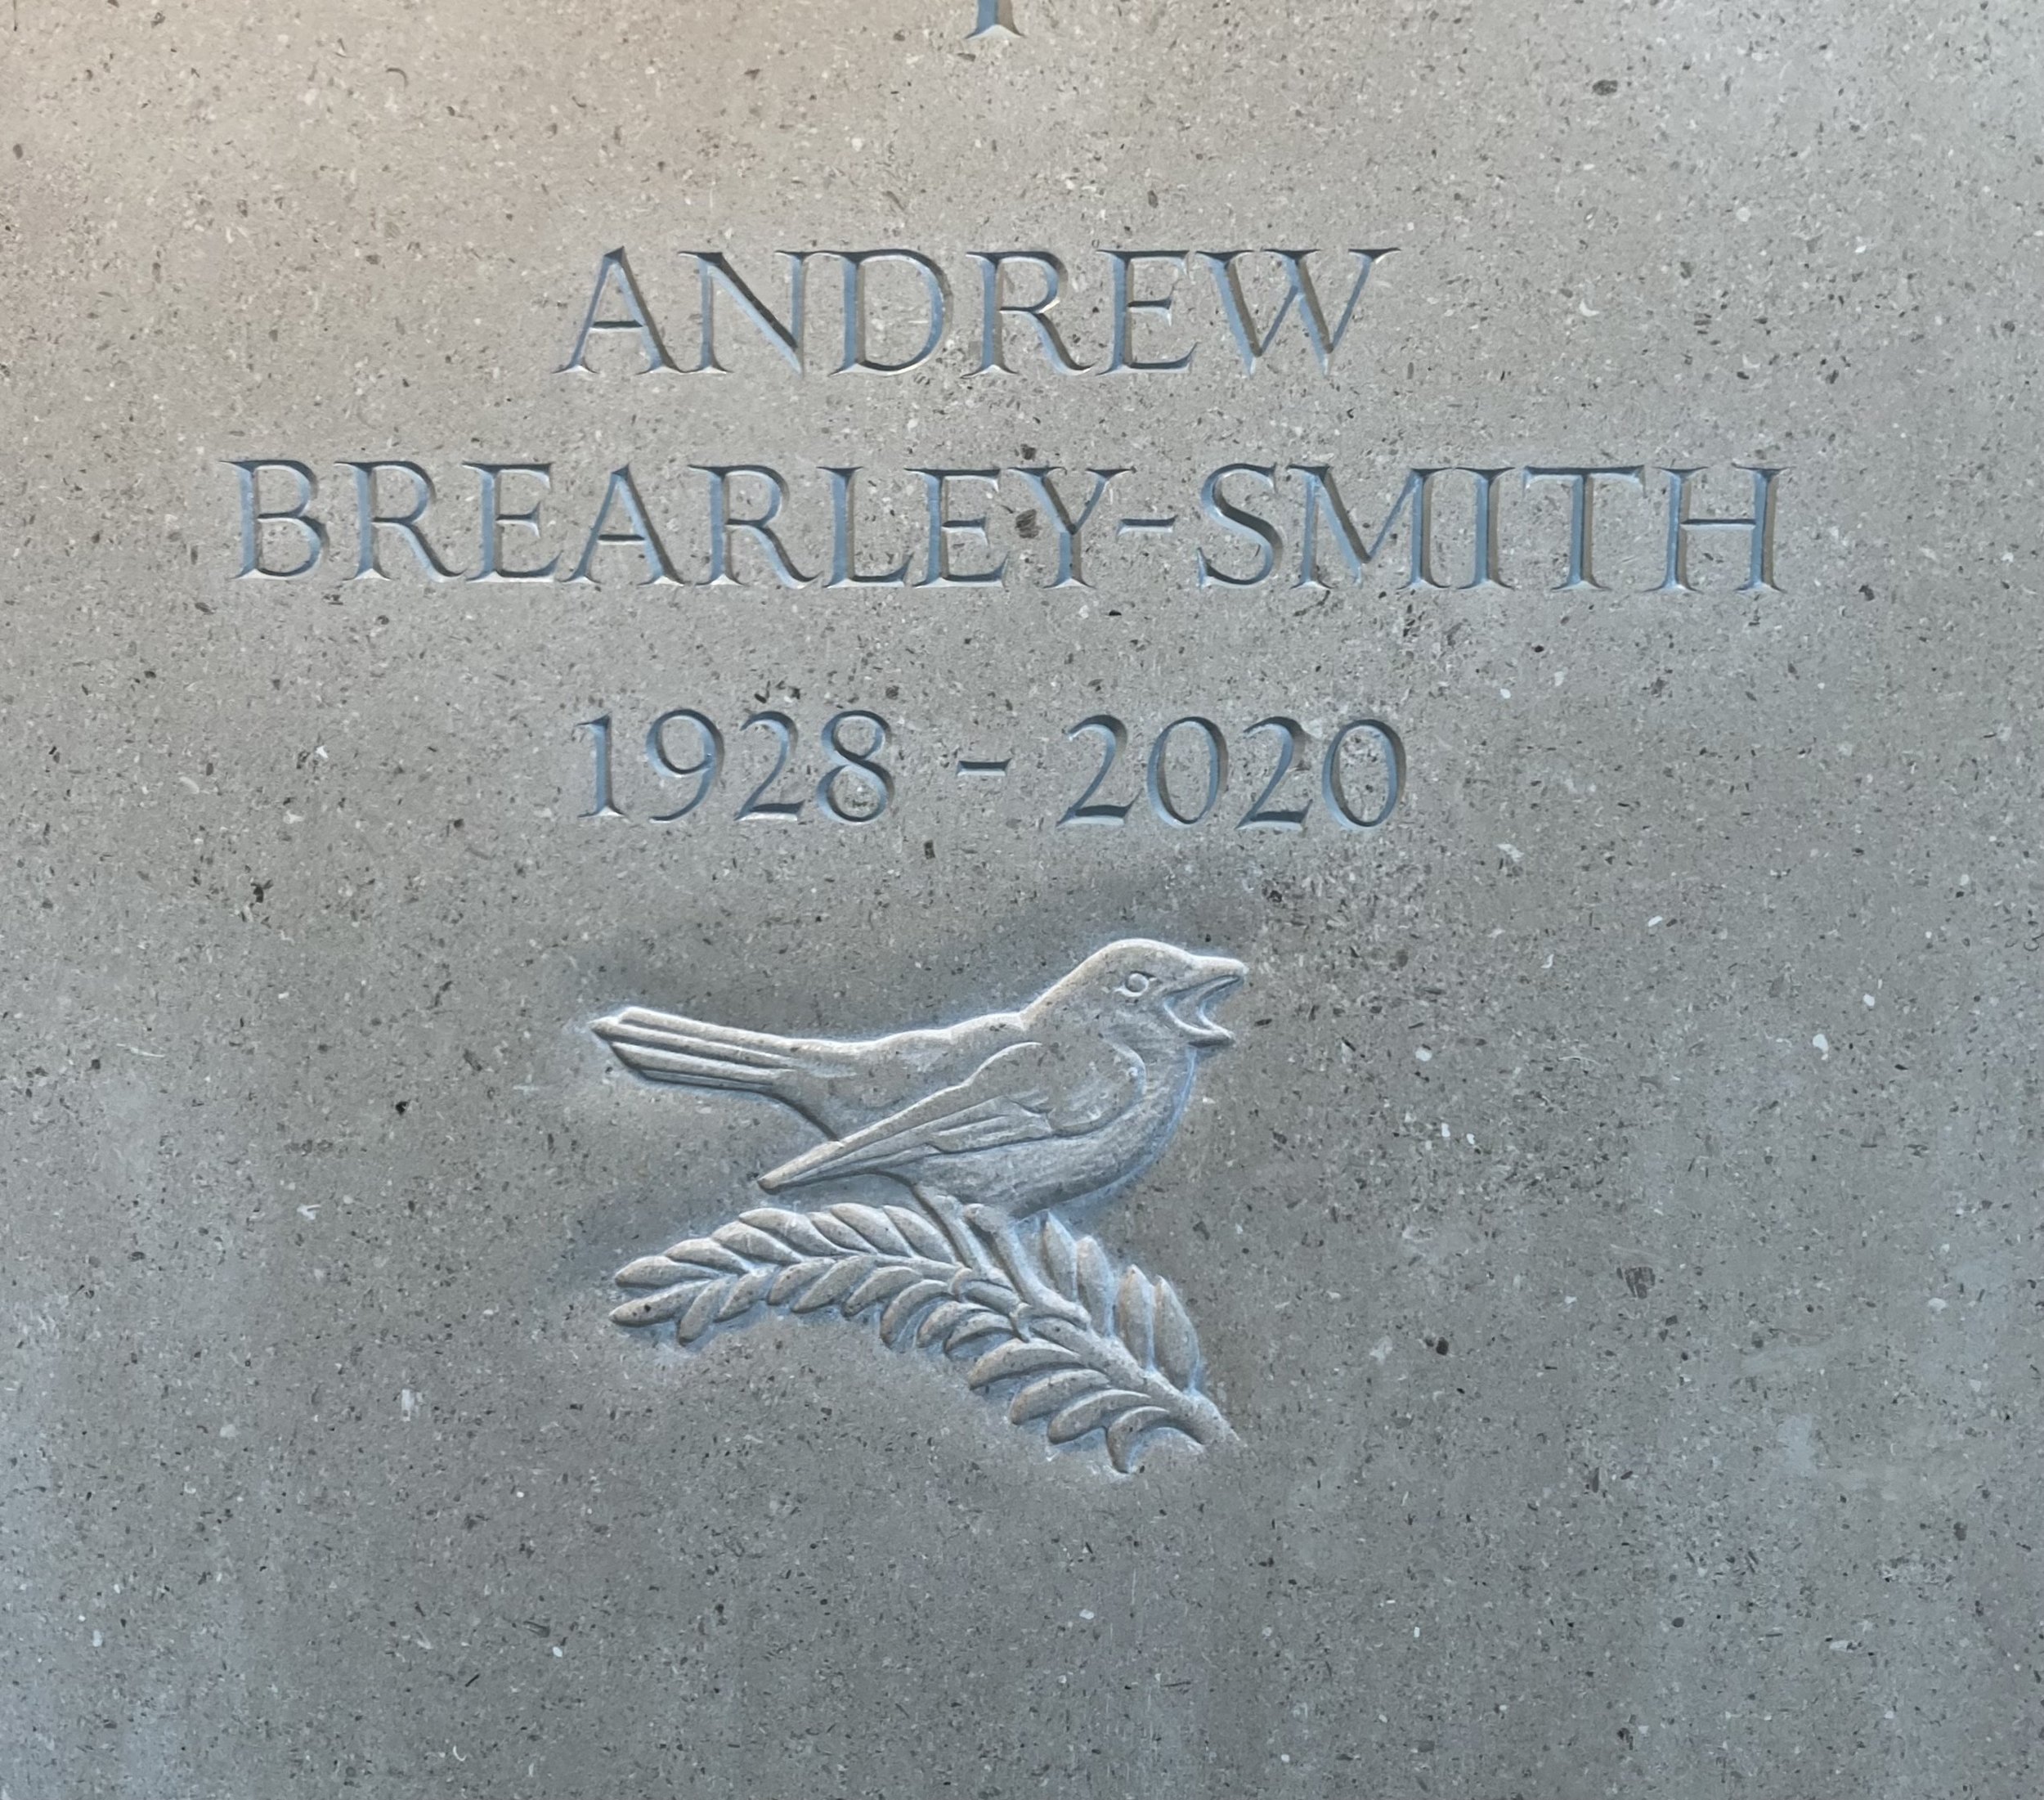 ANDREW
BREARLEY-SMITH
1928 - 2020